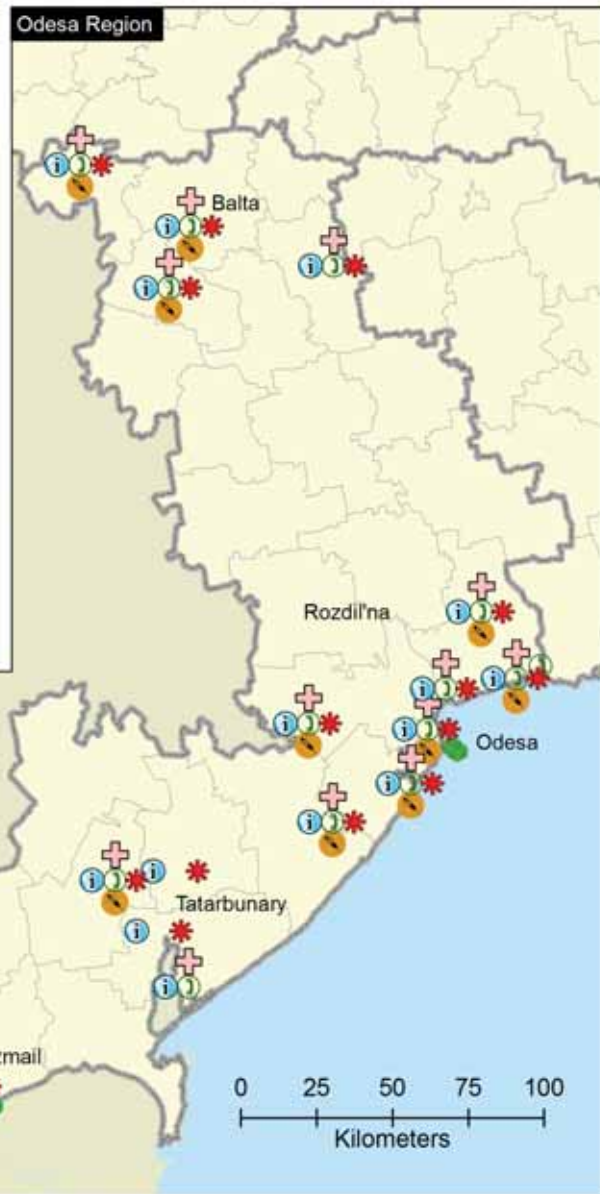 Odesa Region
Balta
Rozdil'na
Odesa
Tatarbunary
zmail
0 25 50 75 100
Kilometers